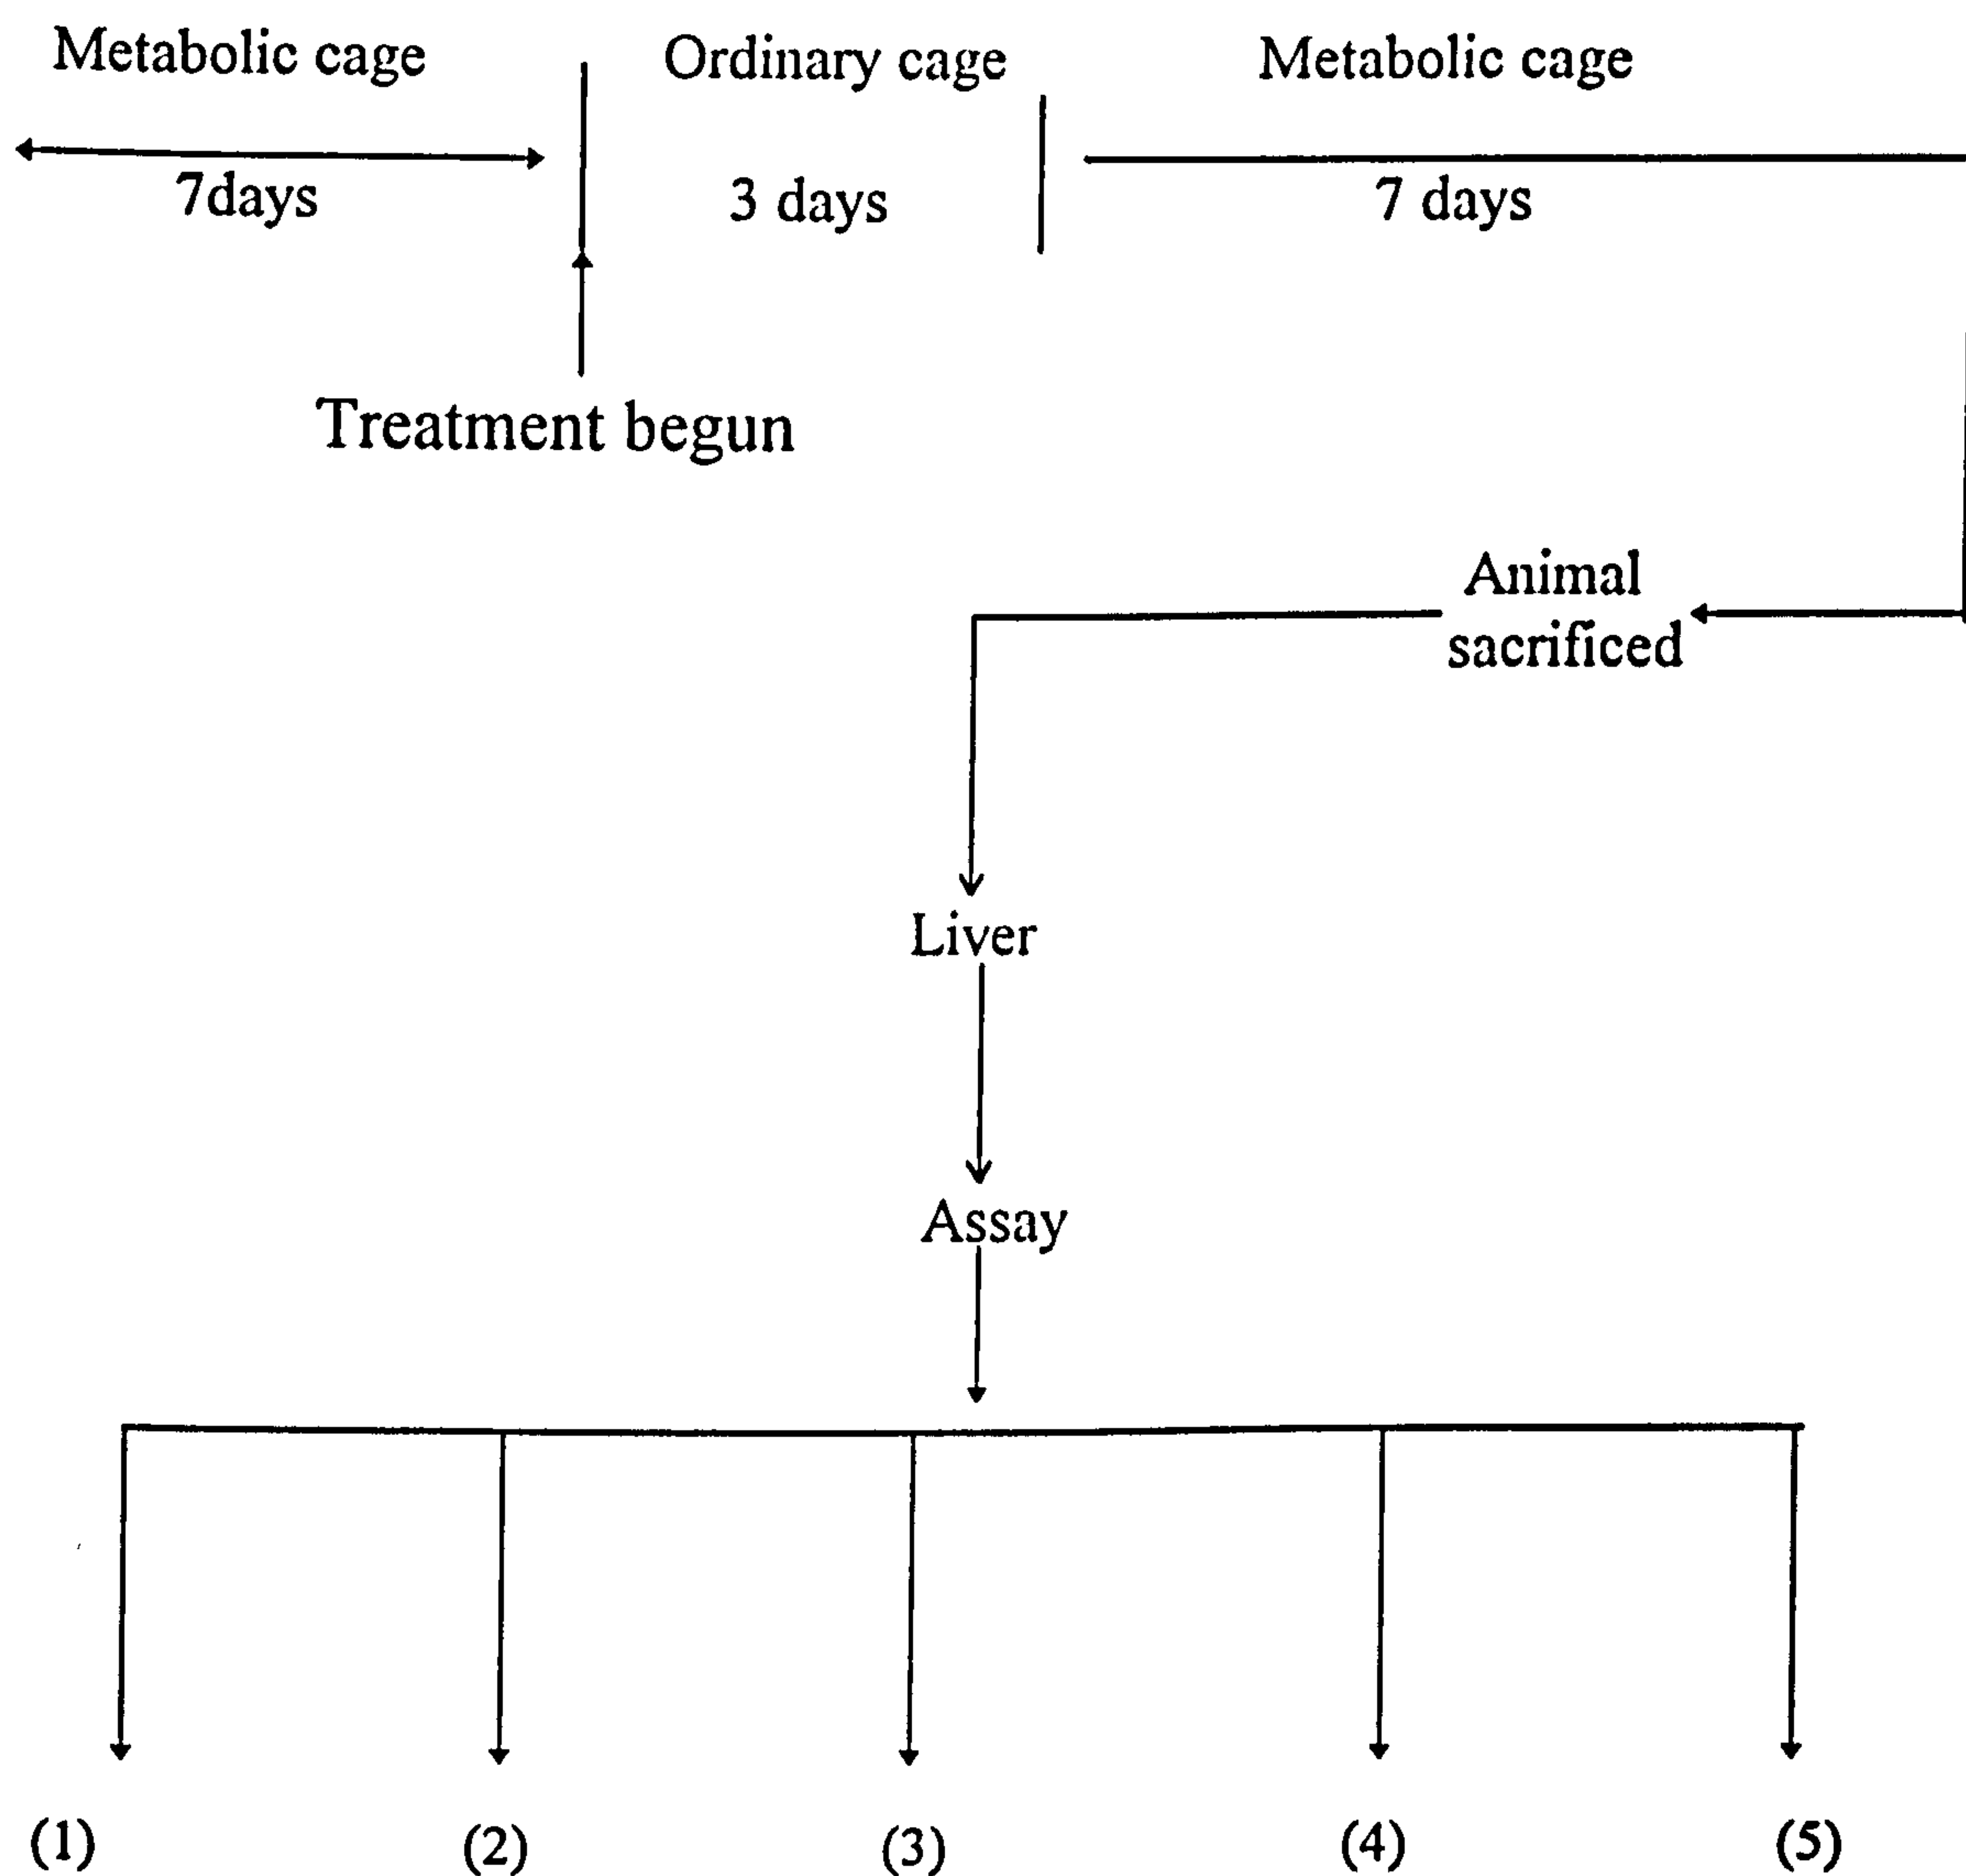 Metabolic cage
Ordinary cage
Metabolic cage
7days
3 days
7 days
Treatment begun
Animal
sacrificed
Liver
Assay
(1)
(2)
(3)
(4)
(5)